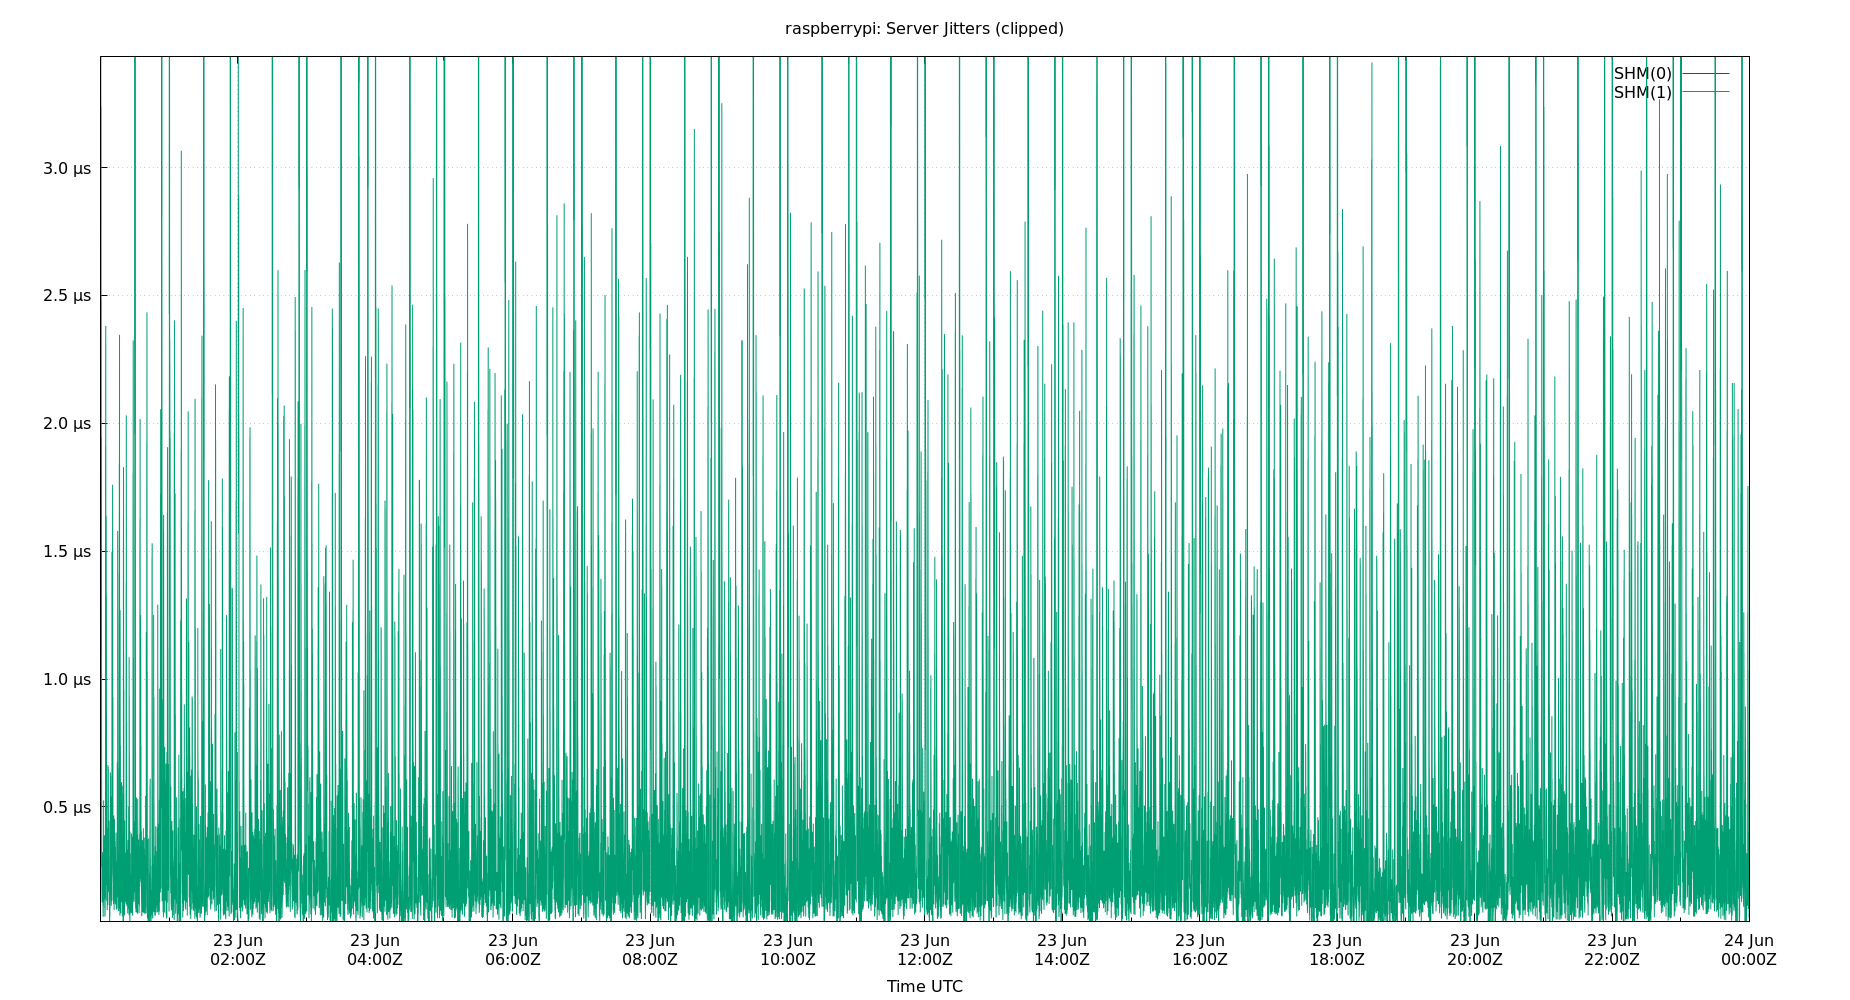 raspberrypi: Server Jitters (clipped)
SHM(0)
SHM(1)
3.0 µs
2.5 µs
2.0 µs
1.5 µs
1.0 µs
0.5 µs
23 Jun 23 Jun 23 Jun 23 Jun 23 Jun 23 Jun 23 Jun 23 Jun 23 Jun 23 Jun 23 Jun 24 Jun
02:00Z 04:00Z 06:00Z 08:00Z 10:00Z 12:00Z 14:00Z 16:00Z 18:00Z 20:00Z 22:00Z 00:00Z
Time UTC